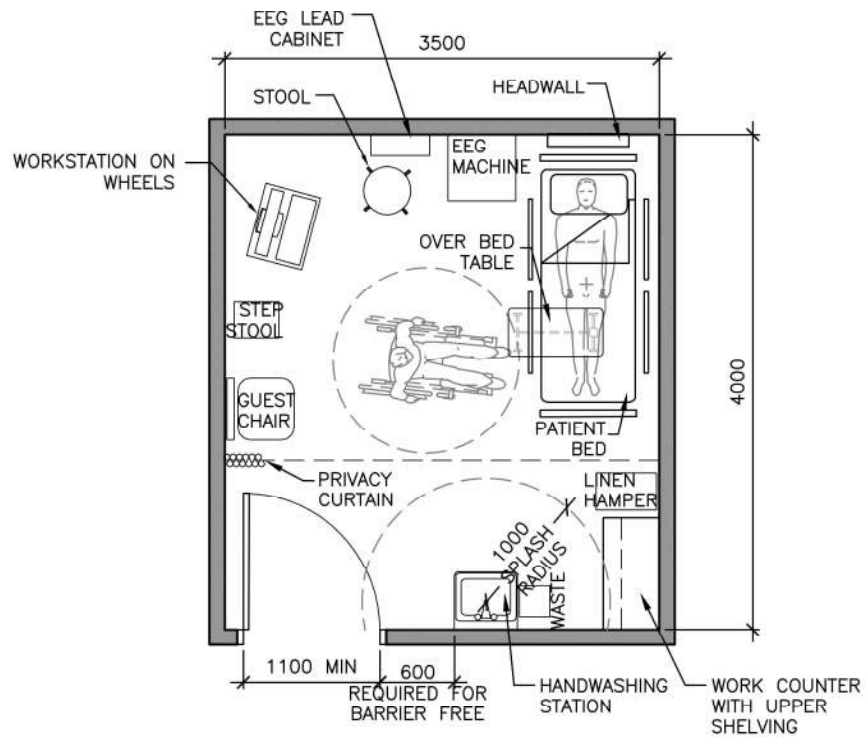 EEG LEAD
CABINET
3500
STOOL
HEADWALL
WORKSTATION ON
WHEELS
EEG
MACHINE
OVER BED
TABLE
STEP
STOOL
4000
GUEST
CHAIR
PATIENT
BED
PRIVACY
CURTAIN
LINEN
HAMPER
1000
SPLASH
RADIUS
WASTE
1100 MIN
600
REQUIRED FOR
BARRIER FREE
HANDWASHING
STATION
WORK COUNTER
WITH UPPER
SHELVING